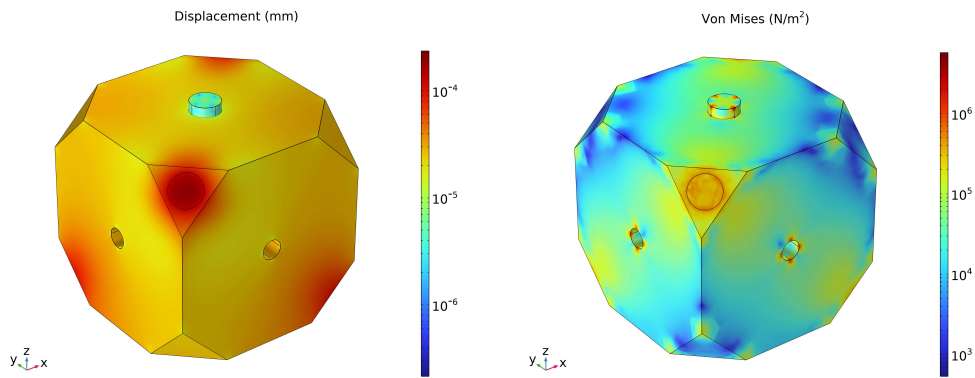 Displacement (mm)
10⁻⁴
10⁻⁵
10⁻⁶
z
y x
Von Mises (N/m²)
10⁶
10⁵
10⁴
10³
z
y x